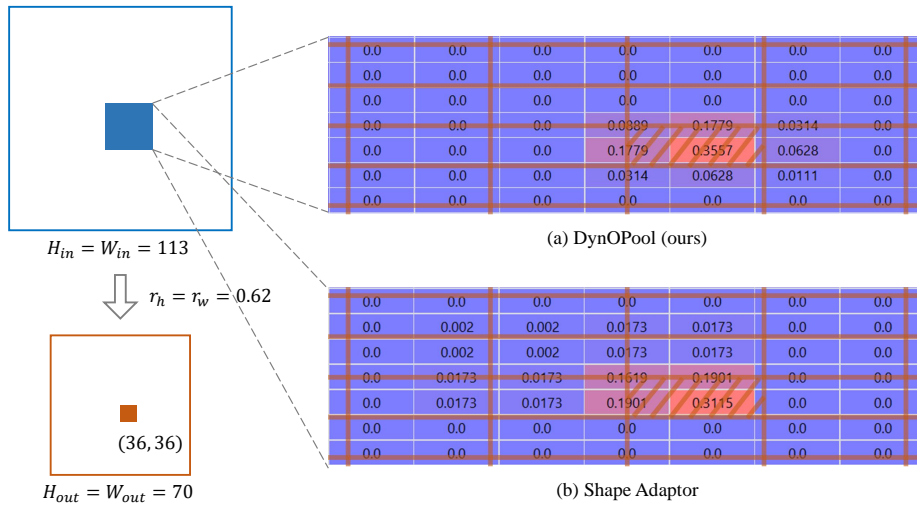 0.0 0.0 0.0 0.0 0.0 0.0 0.0
0.0 0.0 0.0 0.0 0.0 0.0 0.0
0.0 0.0 0.0 0.0 0.0 0.0 0.0
0.0 0.0 0.0 0.0889 0.1779 0.0314 0.0
0.0 0.0 0.0 0.1779 0.3557 0.0628 0.0
0.0 0.0 0.0 0.0314 0.0628 0.0111 0.0
0.0 0.0 0.0 0.0 0.0 0.0 0.0
(a) DynOPool (ours)
H_in = W_in = 113
r_h = r_w = 0.62
0.0 0.0 0.0 0.0 0.0 0.0 0.0
0.0 0.002 0.002 0.0173 0.0173 0.0 0.0
0.0 0.002 0.002 0.0173 0.0173 0.0 0.0
0.0 0.0173 0.0173 0.1619 0.1901 0.0 0.0
0.0 0.0173 0.0173 0.1901 0.3115 0.0 0.0
0.0 0.0 0.0 0.0 0.0 0.0 0.0
0.0 0.0 0.0 0.0 0.0 0.0 0.0
(36, 36)
H_out = W_out = 70
(b) Shape Adaptor